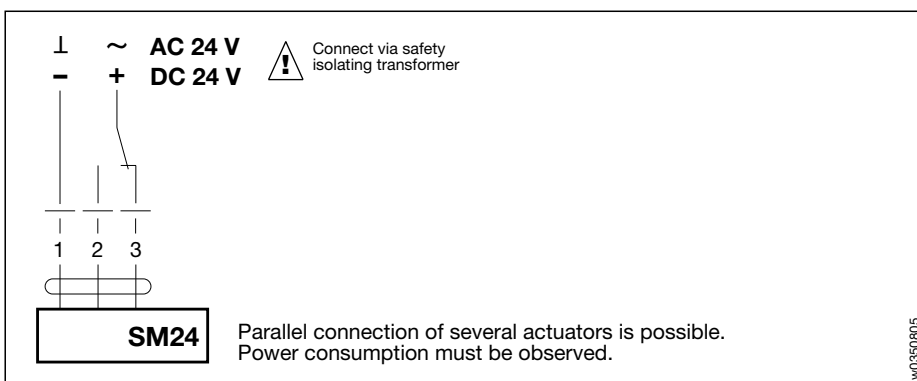 ⊥ ~ AC 24 V
– + DC 24 V
Connect via safety
isolating transformer
1 2 3
SM24
Parallel connection of several actuators is possible.
Power consumption must be observed.
w0350805